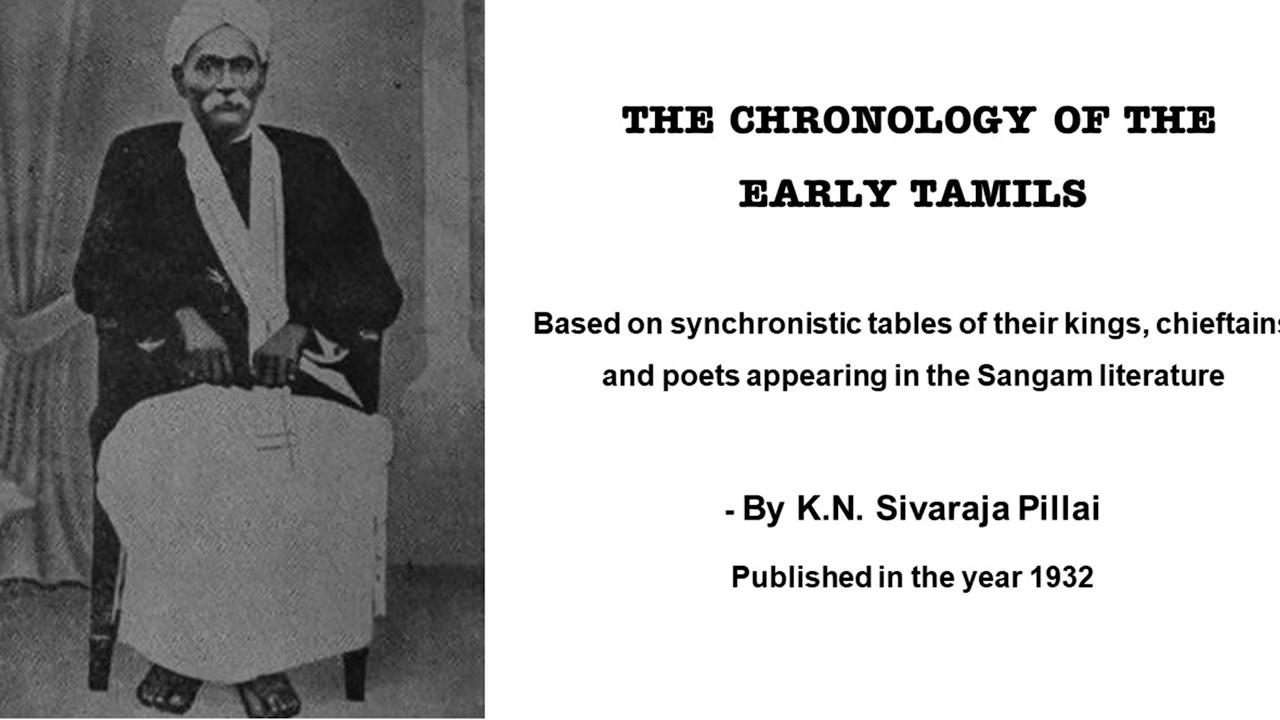 THE CHRONOLOGY OF THE
EARLY TAMILS
Based on synchronistic tables of their kings, chieftains
and poets appearing in the Sangam literature
- By K.N. Sivaraja Pillai
Published in the year 1932